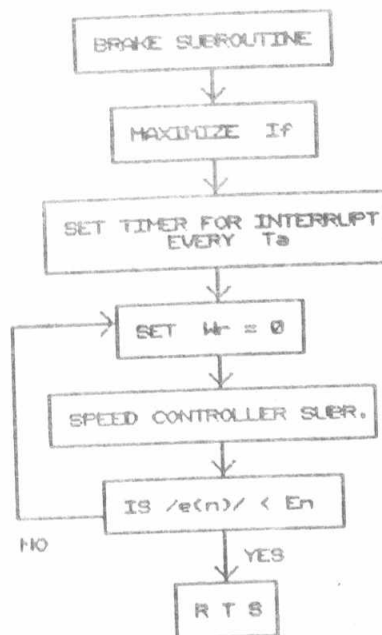 BRAKE SUBROUTINE
MAXIMIZE If
SET TIMER FOR INTERRUPT
EVERY Ta
SET Wr = 0
SPEED CONTROLLER SUBR.
IS /e(n)/ < En
NO
YES
R T S